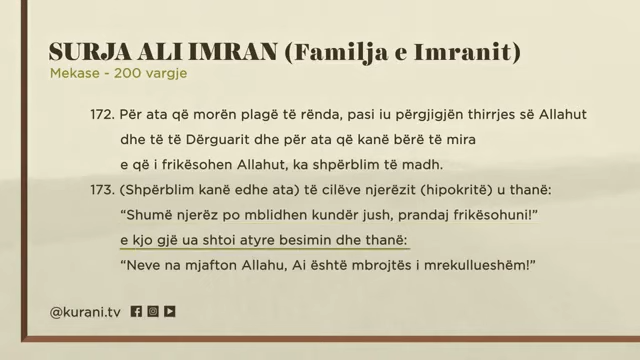 SURJA ALI IMRAN (Familja e Imranit)
Mekase - 200 vargje
172. Për ata që morën plagë të rënda, pasi iu përgjigjën thirrjes së Allahut
dhe të të Dërguarit dhe për ata që kanë bërë të mira
e që i frikësohen Allahut, ka shpërblim të madh.
173. (Shpërblim kanë edhe ata) të cilëve njerëzit (hipokritë) u thanë:
“Shumë njerëz po mblidhen kundër jush, prandaj frikësohuni!”
e kjo gjë ua shtoi atyre besimin dhe thanë:
“Neve na mjafton Allahu, Ai është mbrojtës i mrekullueshëm!”
@kurani.tv